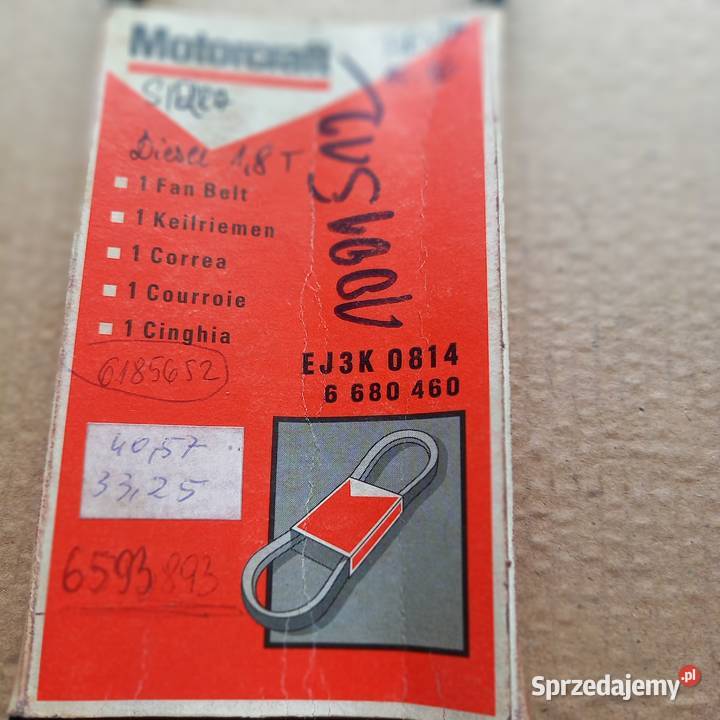 Motorcraft
Diesel 1,8 T
1 Fan Belt
1 Keilriemen
1 Correa
1 Courroie
1 Cinghia
EJ3K 0814
6 680 460
6185652
40,57
33,25
6593893
Sprzedajemy.pl